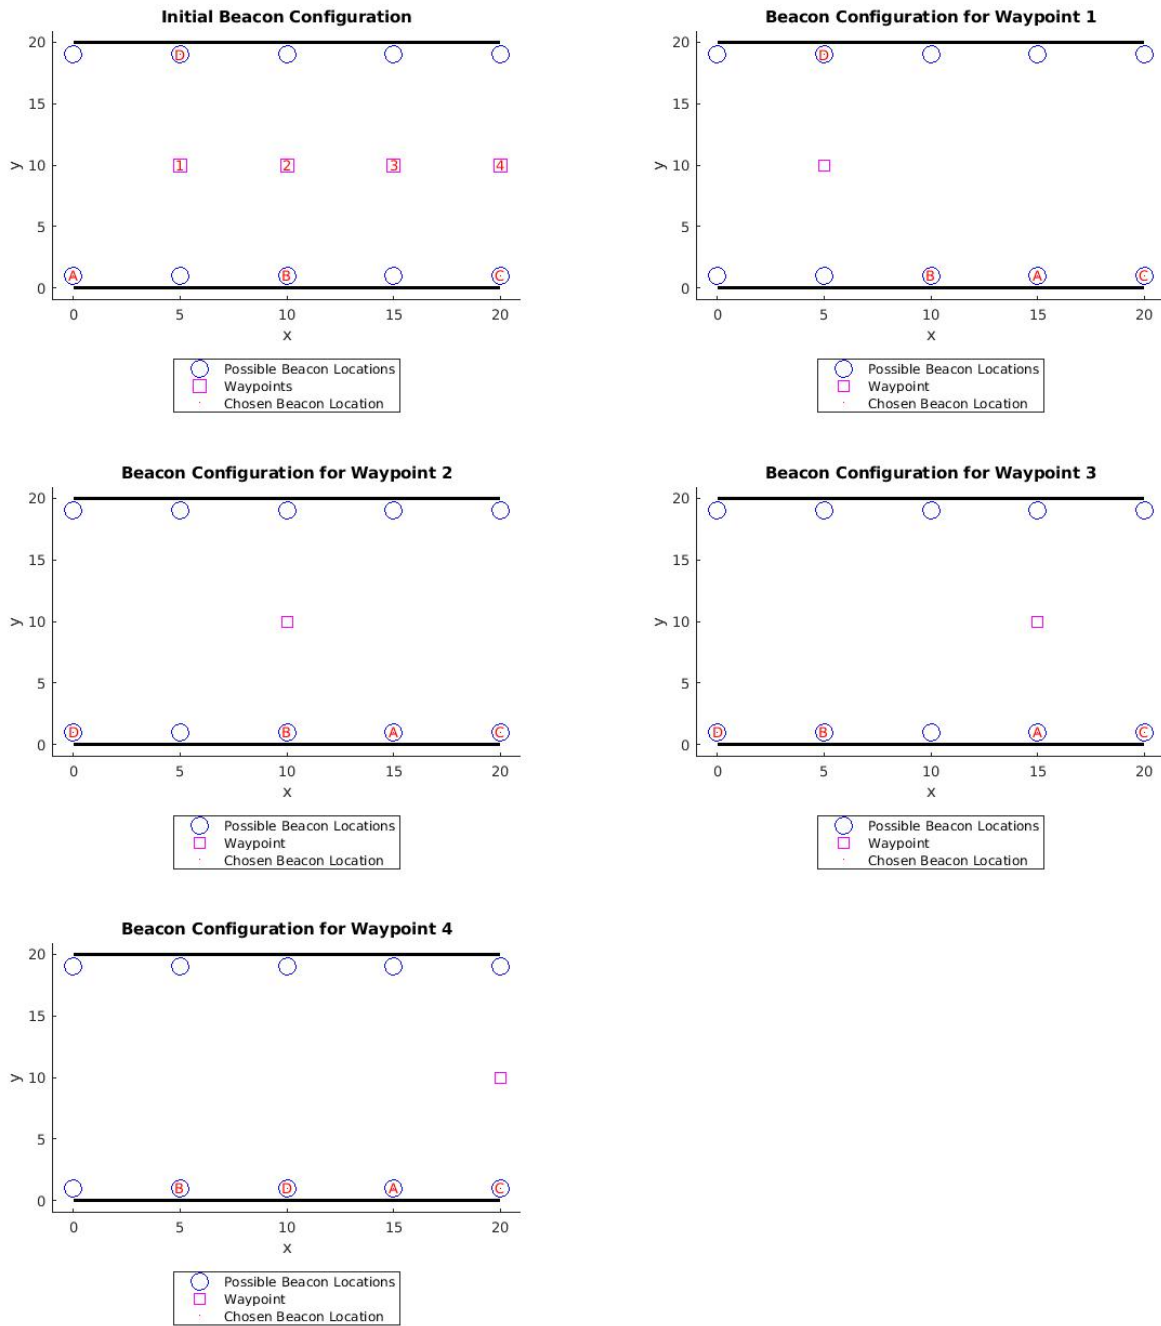 Initial Beacon Configuration
20
D
15
y
10
1 2 3 4
5
A B C
0
0 5 10 15 20
x
Possible Beacon Locations
Waypoints
Chosen Beacon Location
Beacon Configuration for Waypoint 1
20
D
15
y
10
5
B A C
0
0 5 10 15 20
x
Possible Beacon Locations
Waypoint
Chosen Beacon Location
Beacon Configuration for Waypoint 2
20
15
y
10
5
D B A C
0
0 5 10 15 20
x
Possible Beacon Locations
Waypoint
Chosen Beacon Location
Beacon Configuration for Waypoint 3
20
15
y
10
5
D B A C
0
0 5 10 15 20
x
Possible Beacon Locations
Waypoint
Chosen Beacon Location
Beacon Configuration for Waypoint 4
20
15
y
10
5
B D A C
0
0 5 10 15 20
x
Possible Beacon Locations
Waypoint
Chosen Beacon Location